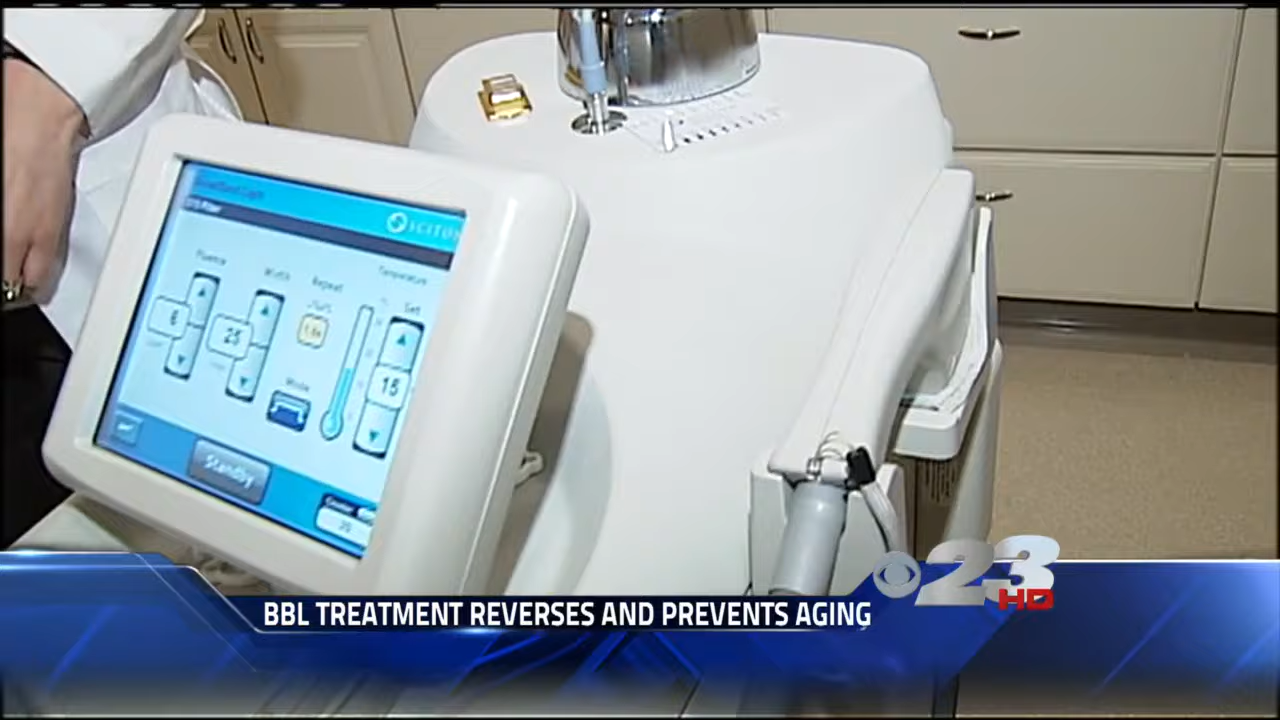 SCITON
Fluence
Width
Repeat
Temperature
Set
6
25
15
Mode
Standby
Counter
20
23
HD
BBL TREATMENT REVERSES AND PREVENTS AGING